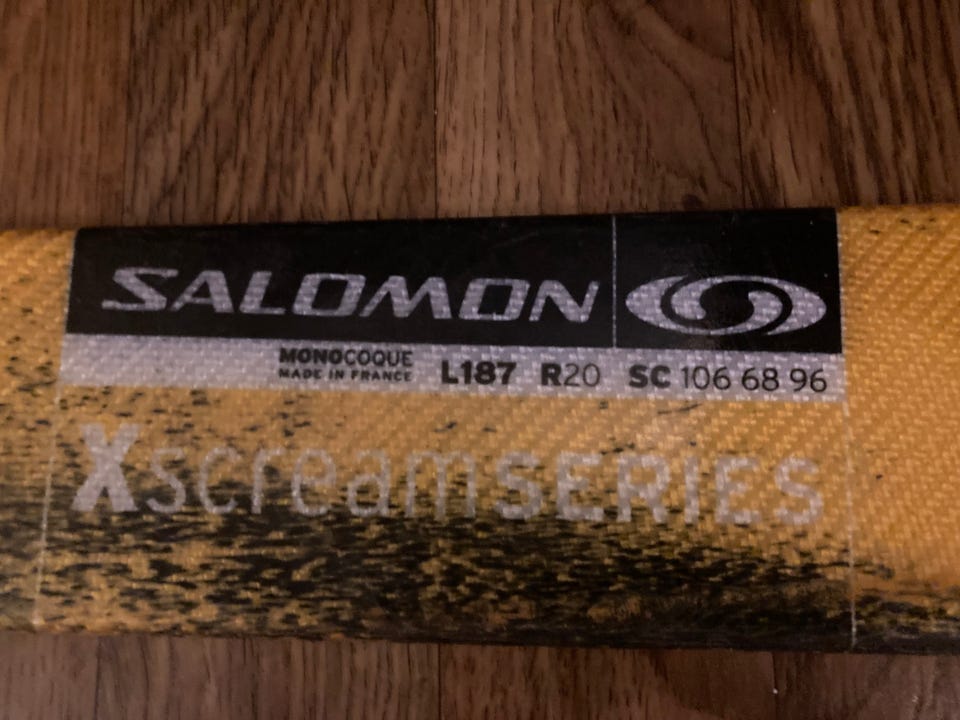 SALOMON
MONOCOQUE
MADE IN FRANCE
L187 R20 SC 106 68 96
XscreamSERIES